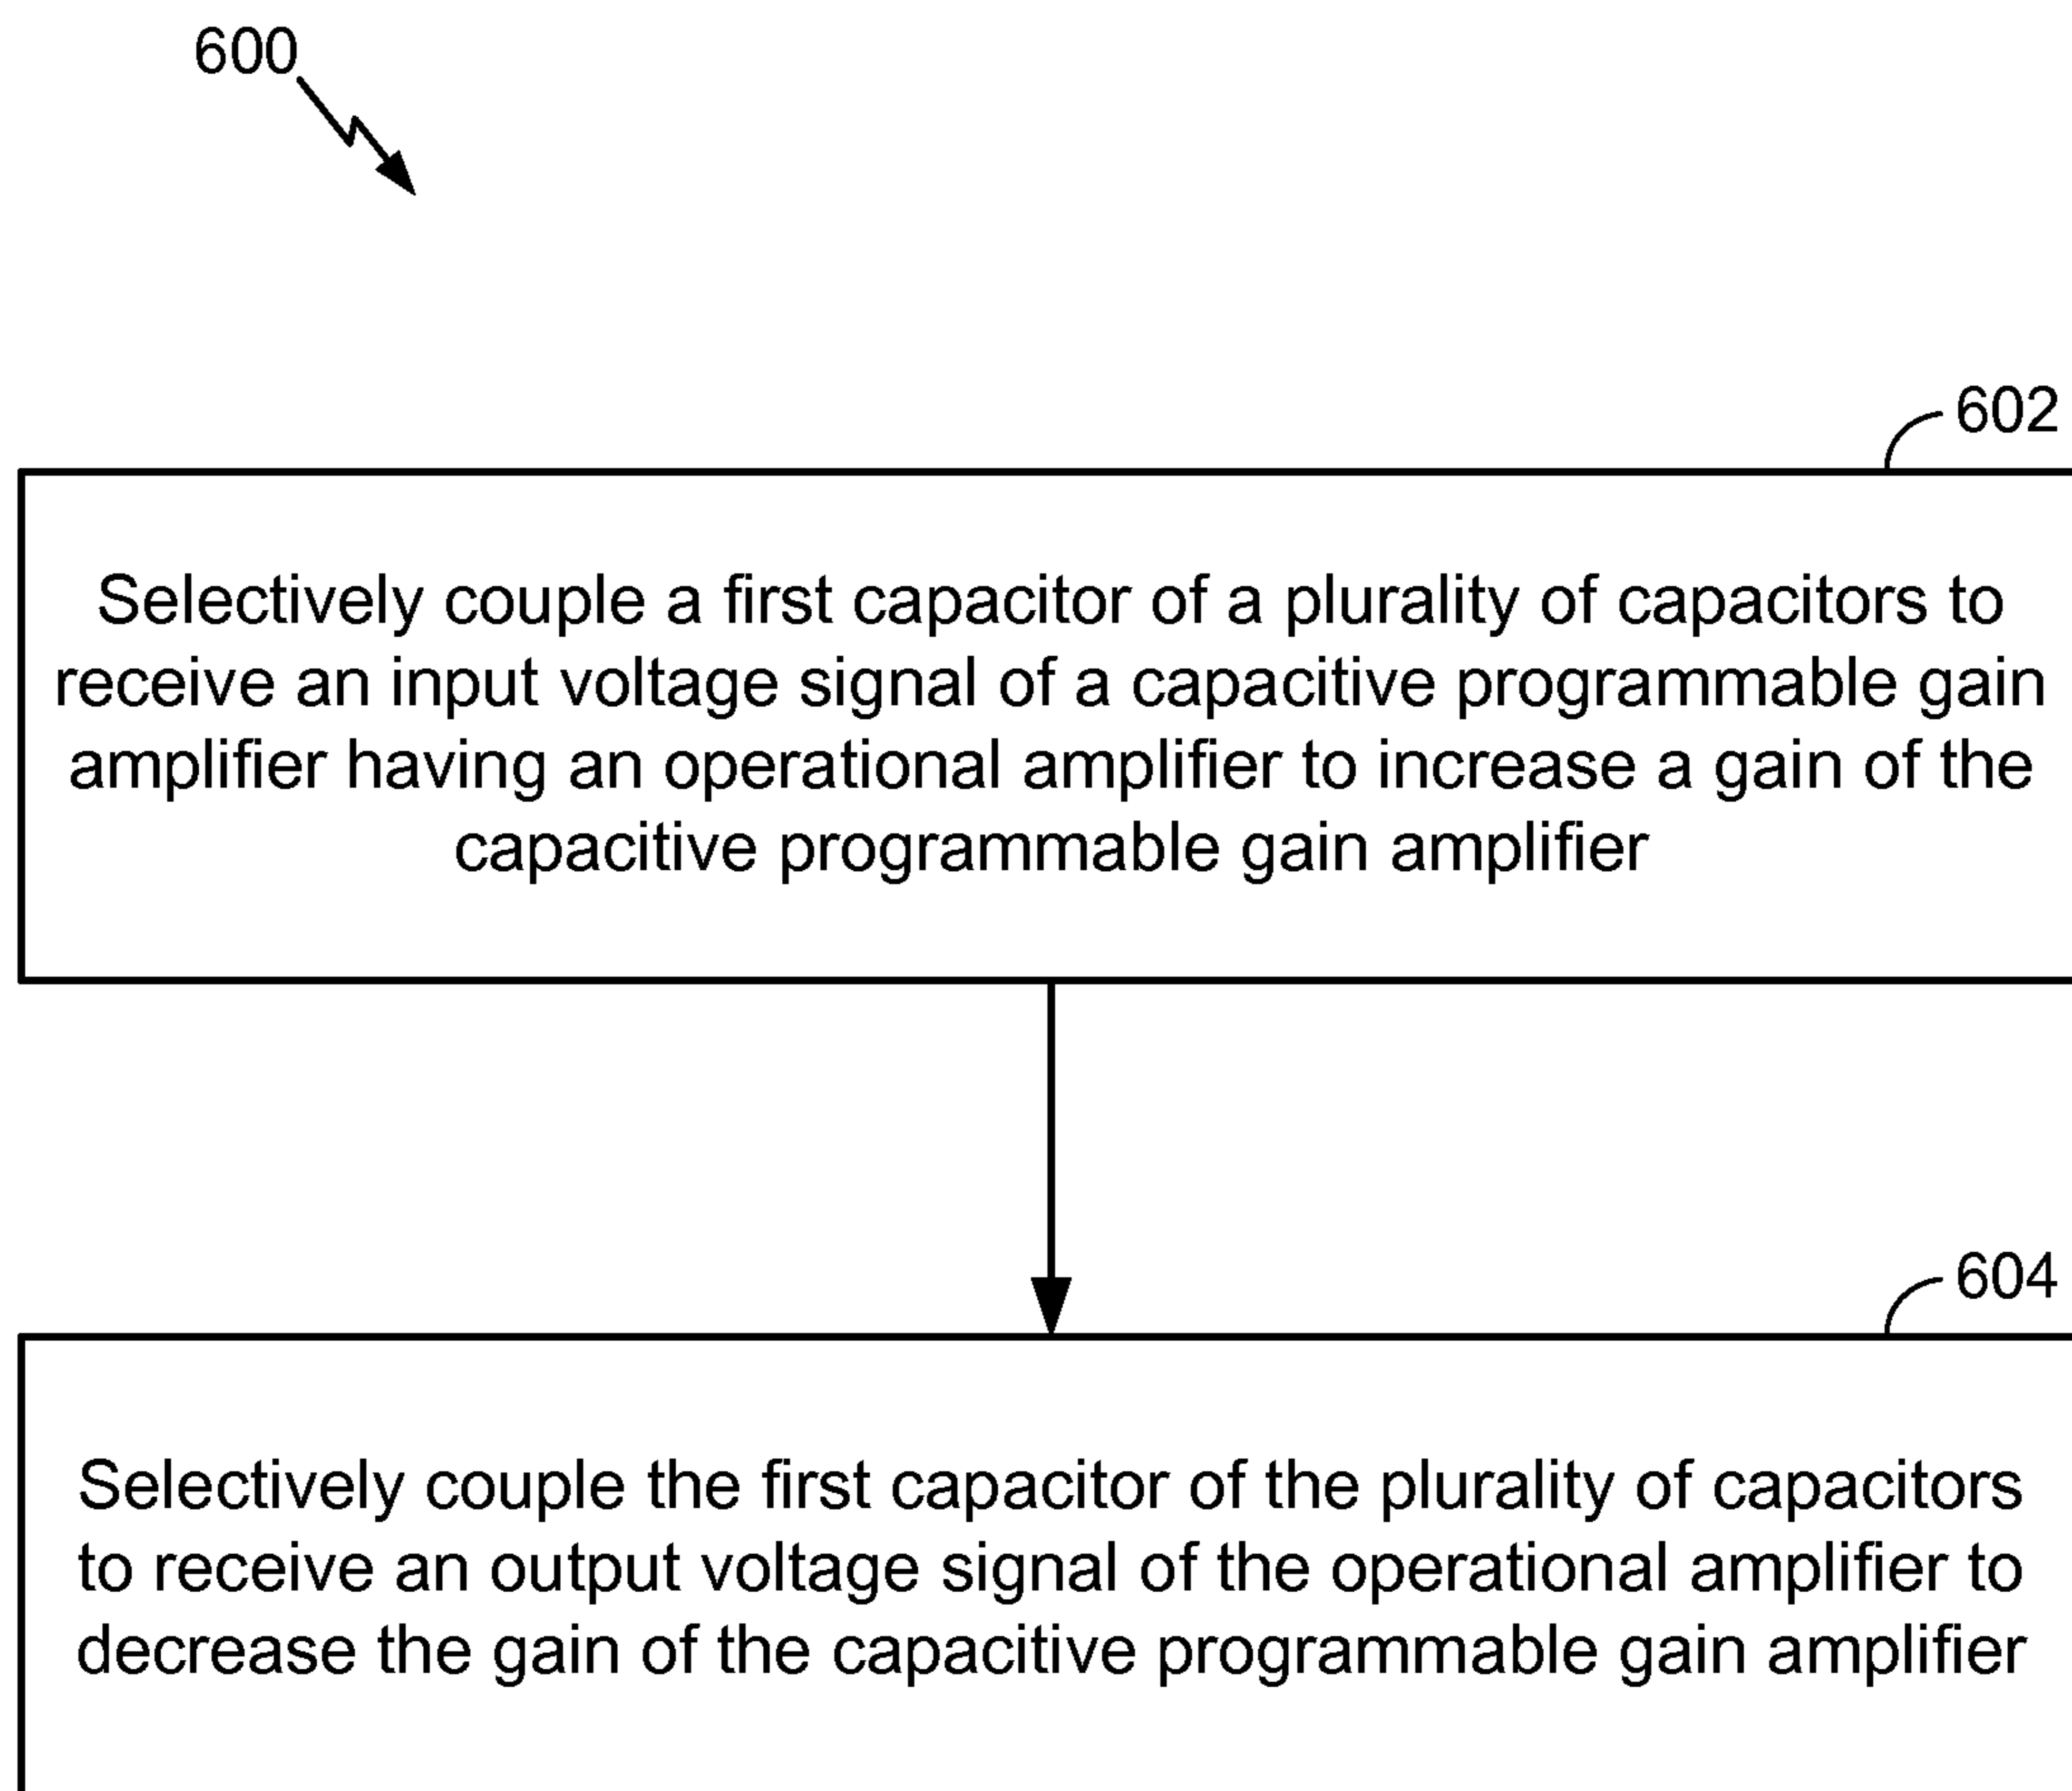 600
602
Selectively couple a first capacitor of a plurality of capacitors to
receive an input voltage signal of a capacitive programmable gain
amplifier having an operational amplifier to increase a gain of the
capacitive programmable gain amplifier
604
Selectively couple the first capacitor of the plurality of capacitors
to receive an output voltage signal of the operational amplifier to
decrease the gain of the capacitive programmable gain amplifier